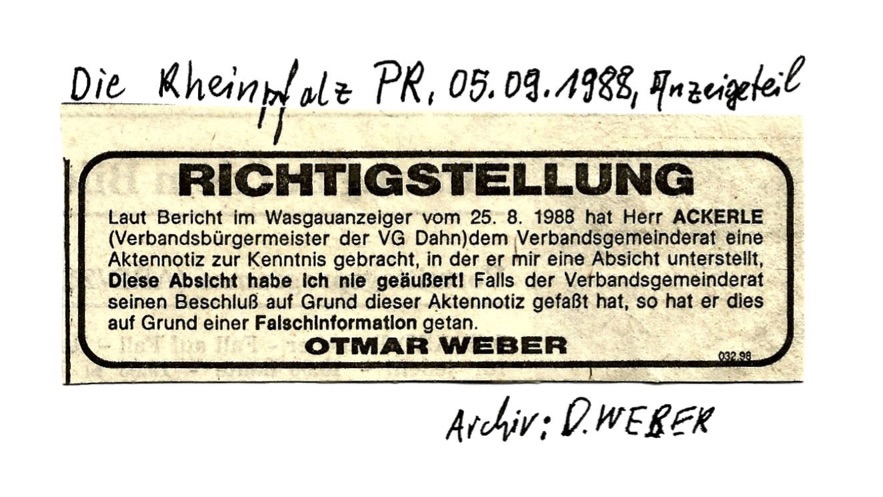 Die Rheinpfalz PR, 05.09.1988, Anzeigeteil
RICHTIGSTELLUNG
Laut Bericht im Wasgauanzeiger vom 25. 8. 1988 hat Herr ACKERLE
(Verbandsbürgermeister der VG Dahn)dem Verbandsgemeinderat eine
Aktennotiz zur Kenntnis gebracht, in der er mir eine Absicht unterstellt,
Diese Absicht habe ich nie geäußert! Falls der Verbandsgemeinderat
seinen Beschluß auf Grund dieser Aktennotiz gefaßt hat, so hat er dies
auf Grund einer Falschinformation getan.
OTMAR WEBER
032.98
Archiv: D.WEBER